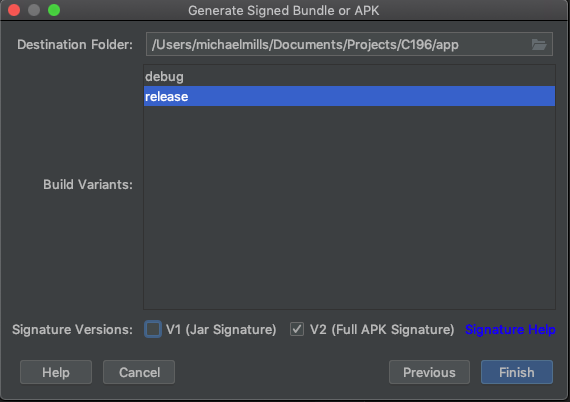 Generate Signed Bundle or APK
Destination Folder: /Users/michaelmills/Documents/Projects/C196/app
debug
release
Build Variants:
Signature Versions: V1 (Jar Signature) V2 (Full APK Signature) Signature Help
Help Cancel Previous Finish